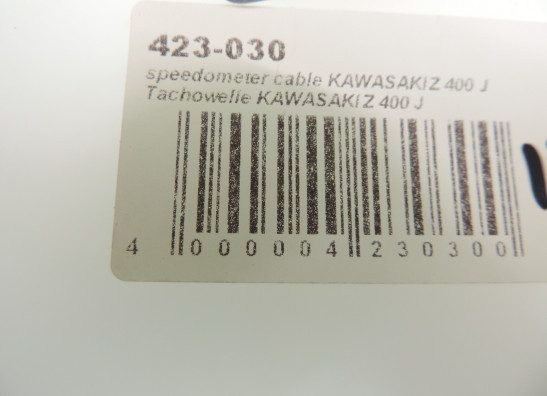 423-030
speedometer cable KAWASAKI Z 400 J
Tachowelle KAWASAKI Z 400 J
4 000004 230300